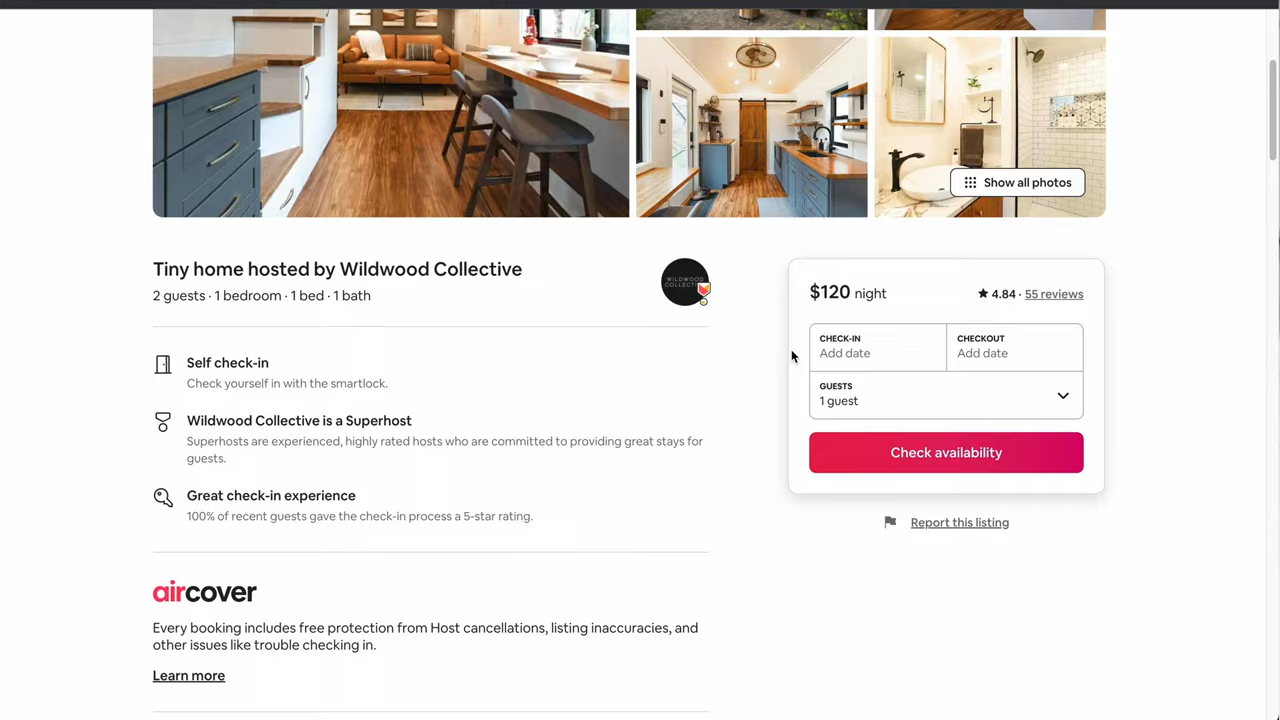 Show all photos
Tiny home hosted by Wildwood Collective
2 guests · 1 bedroom · 1 bed · 1 bath
WILDWOOD
$120 night
★ 4.84 · 55 reviews
CHECK-IN
Add date
CHECKOUT
Add date
GUESTS
1 guest
Check availability
Report this listing
Self check-in
Check yourself in with the smartlock.
Wildwood Collective is a Superhost
Superhosts are experienced, highly rated hosts who are committed to providing great stays for
guests.
Great check-in experience
100% of recent guests gave the check-in process a 5-star rating.
aircover
Every booking includes free protection from Host cancellations, listing inaccuracies, and
other issues like trouble checking in.
Learn more